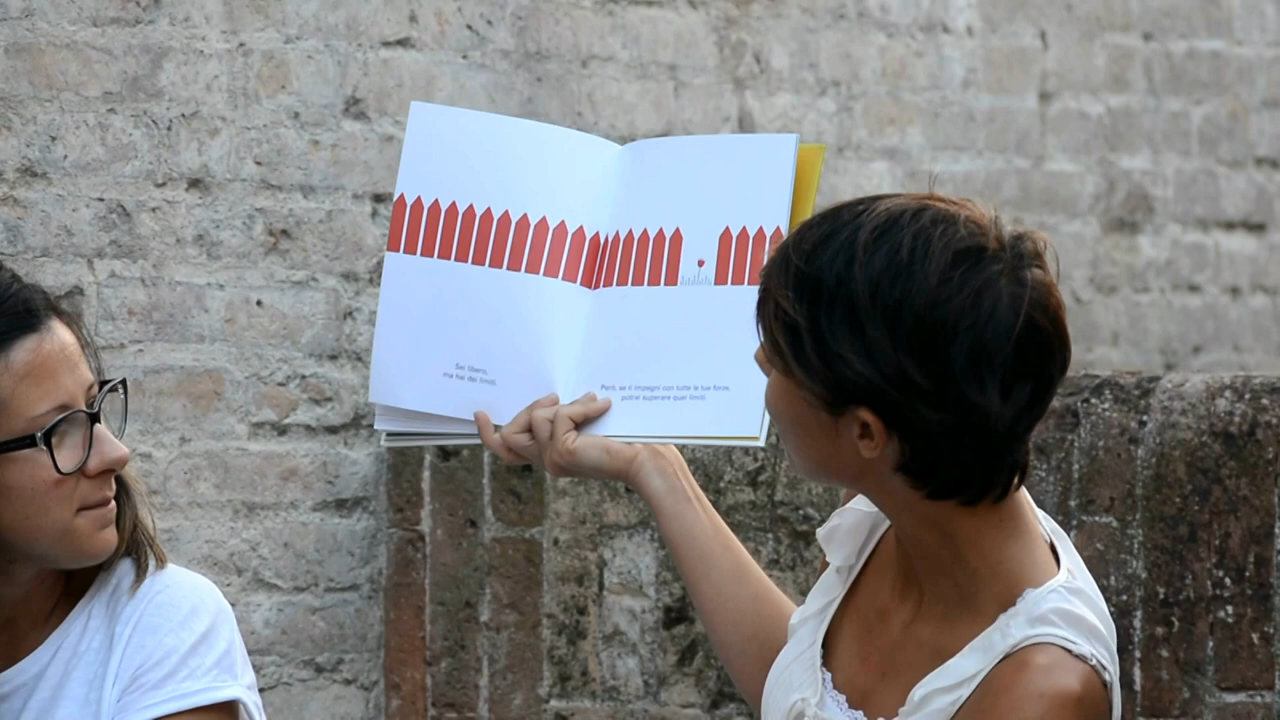 Sei libero,
ma hai dei limiti.
Però, se ti impegni con tutte le tue forze,
potrai superare quei limiti.